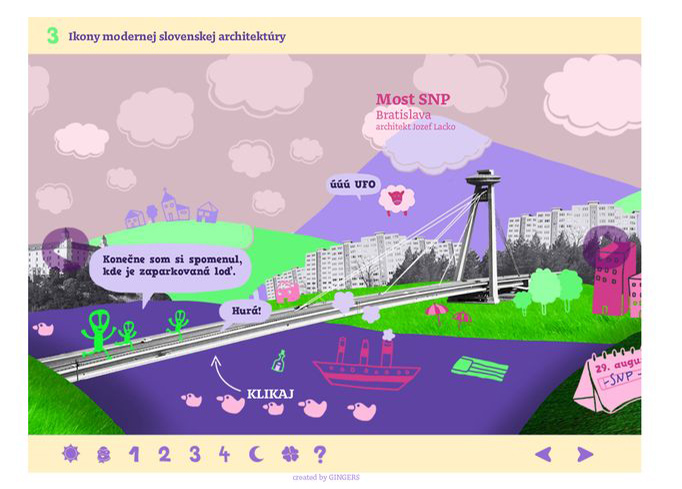 3 Ikony modernej slovenskej architektúry
Most SNP
Bratislava
architekt Jozef Lacko
úúú UFO
Konečne som si spomenul,
kde je zaparkovaná loď.
Hurá!
29. augu
-SNP-
KLIKAJ
1 2 3 4 ?
created by GINGERS